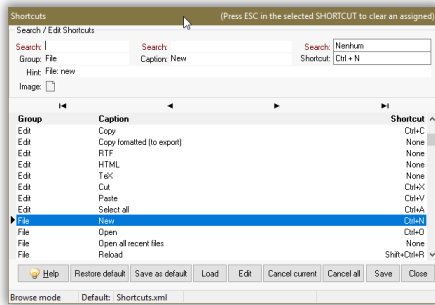 Shortcuts (Press ESC in the selected SHORTCUT to clear an assigned)
Search / Edit Shortcuts
Search: Search: Search: Nenhum
Group: File Caption: New Shortcut: Ctrl + N
Hint: File: new
Image:
Group Caption Shortcut
Edit Copy Ctrl+C
Edit Copy fomatted (to export) None
Edit RTF None
Edit HTML None
Edit TeX None
Edit Cut Ctrl+X
Edit Paste Ctrl+V
Edit Select all Ctrl+A
File New Ctrl+N
File Open Ctrl+O
File Open all recent files None
File Reload Shift+Ctrl+R
Help Restore default Save as default Load Edit Cancel current Cancel all Save Close
Browse mode Default: Shortcuts.xml